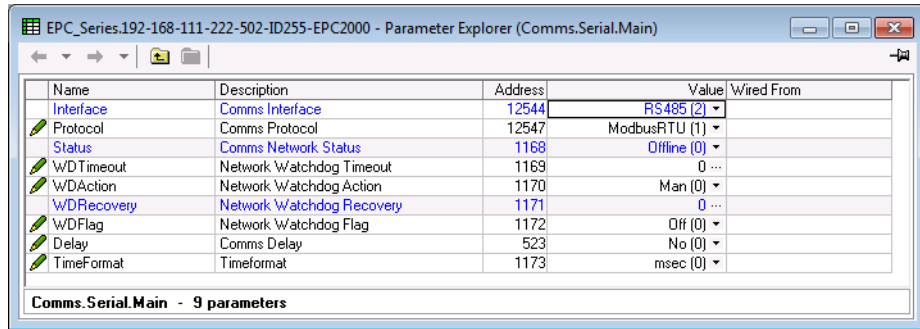 EPC_Series.192-168-111-222-502-ID255-EPC2000 - Parameter Explorer (Comms.Serial.Main)
Name Description Address Value Wired From
Interface Comms Interface 12544 RS485 (2)
Protocol Comms Protocol 12547 ModbusRTU (1)
Status Comms Network Status 1168 Offline (0)
WDTimeout Network Watchdog Timeout 1169 0 ...
WDAction Network Watchdog Action 1170 Man (0)
WDRecovery Network Watchdog Recovery 1171 0 ...
WDFlag Network Watchdog Flag 1172 Off (0)
Delay Comms Delay 523 No (0)
TimeFormat Timeformat 1173 msec (0)
Comms.Serial.Main - 9 parameters